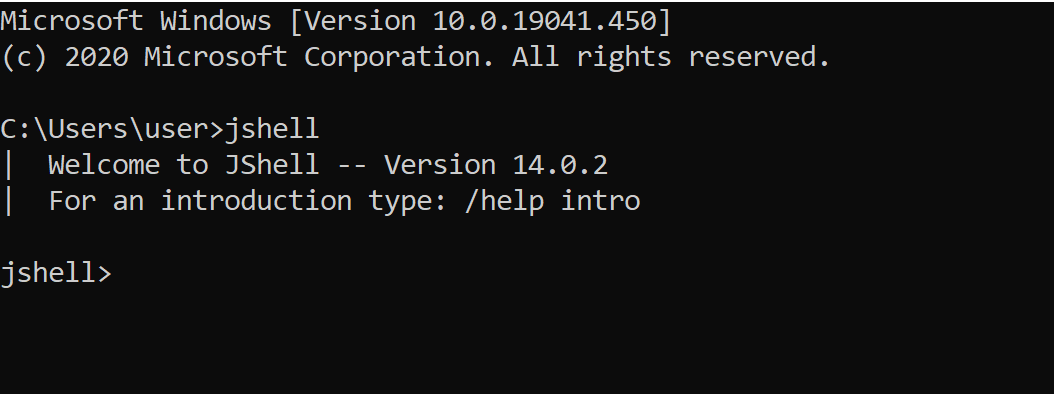 Microsoft Windows [Version 10.0.19041.450]
(c) 2020 Microsoft Corporation. All rights reserved.
C:\Users\user>jshell
|  Welcome to JShell -- Version 14.0.2
|  For an introduction type: /help intro
jshell>